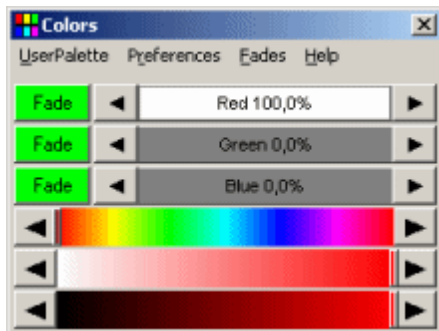 Colors
UserPalette Preferences Fades Help
Fade Red 100,0%
Fade Green 0,0%
Fade Blue 0,0%